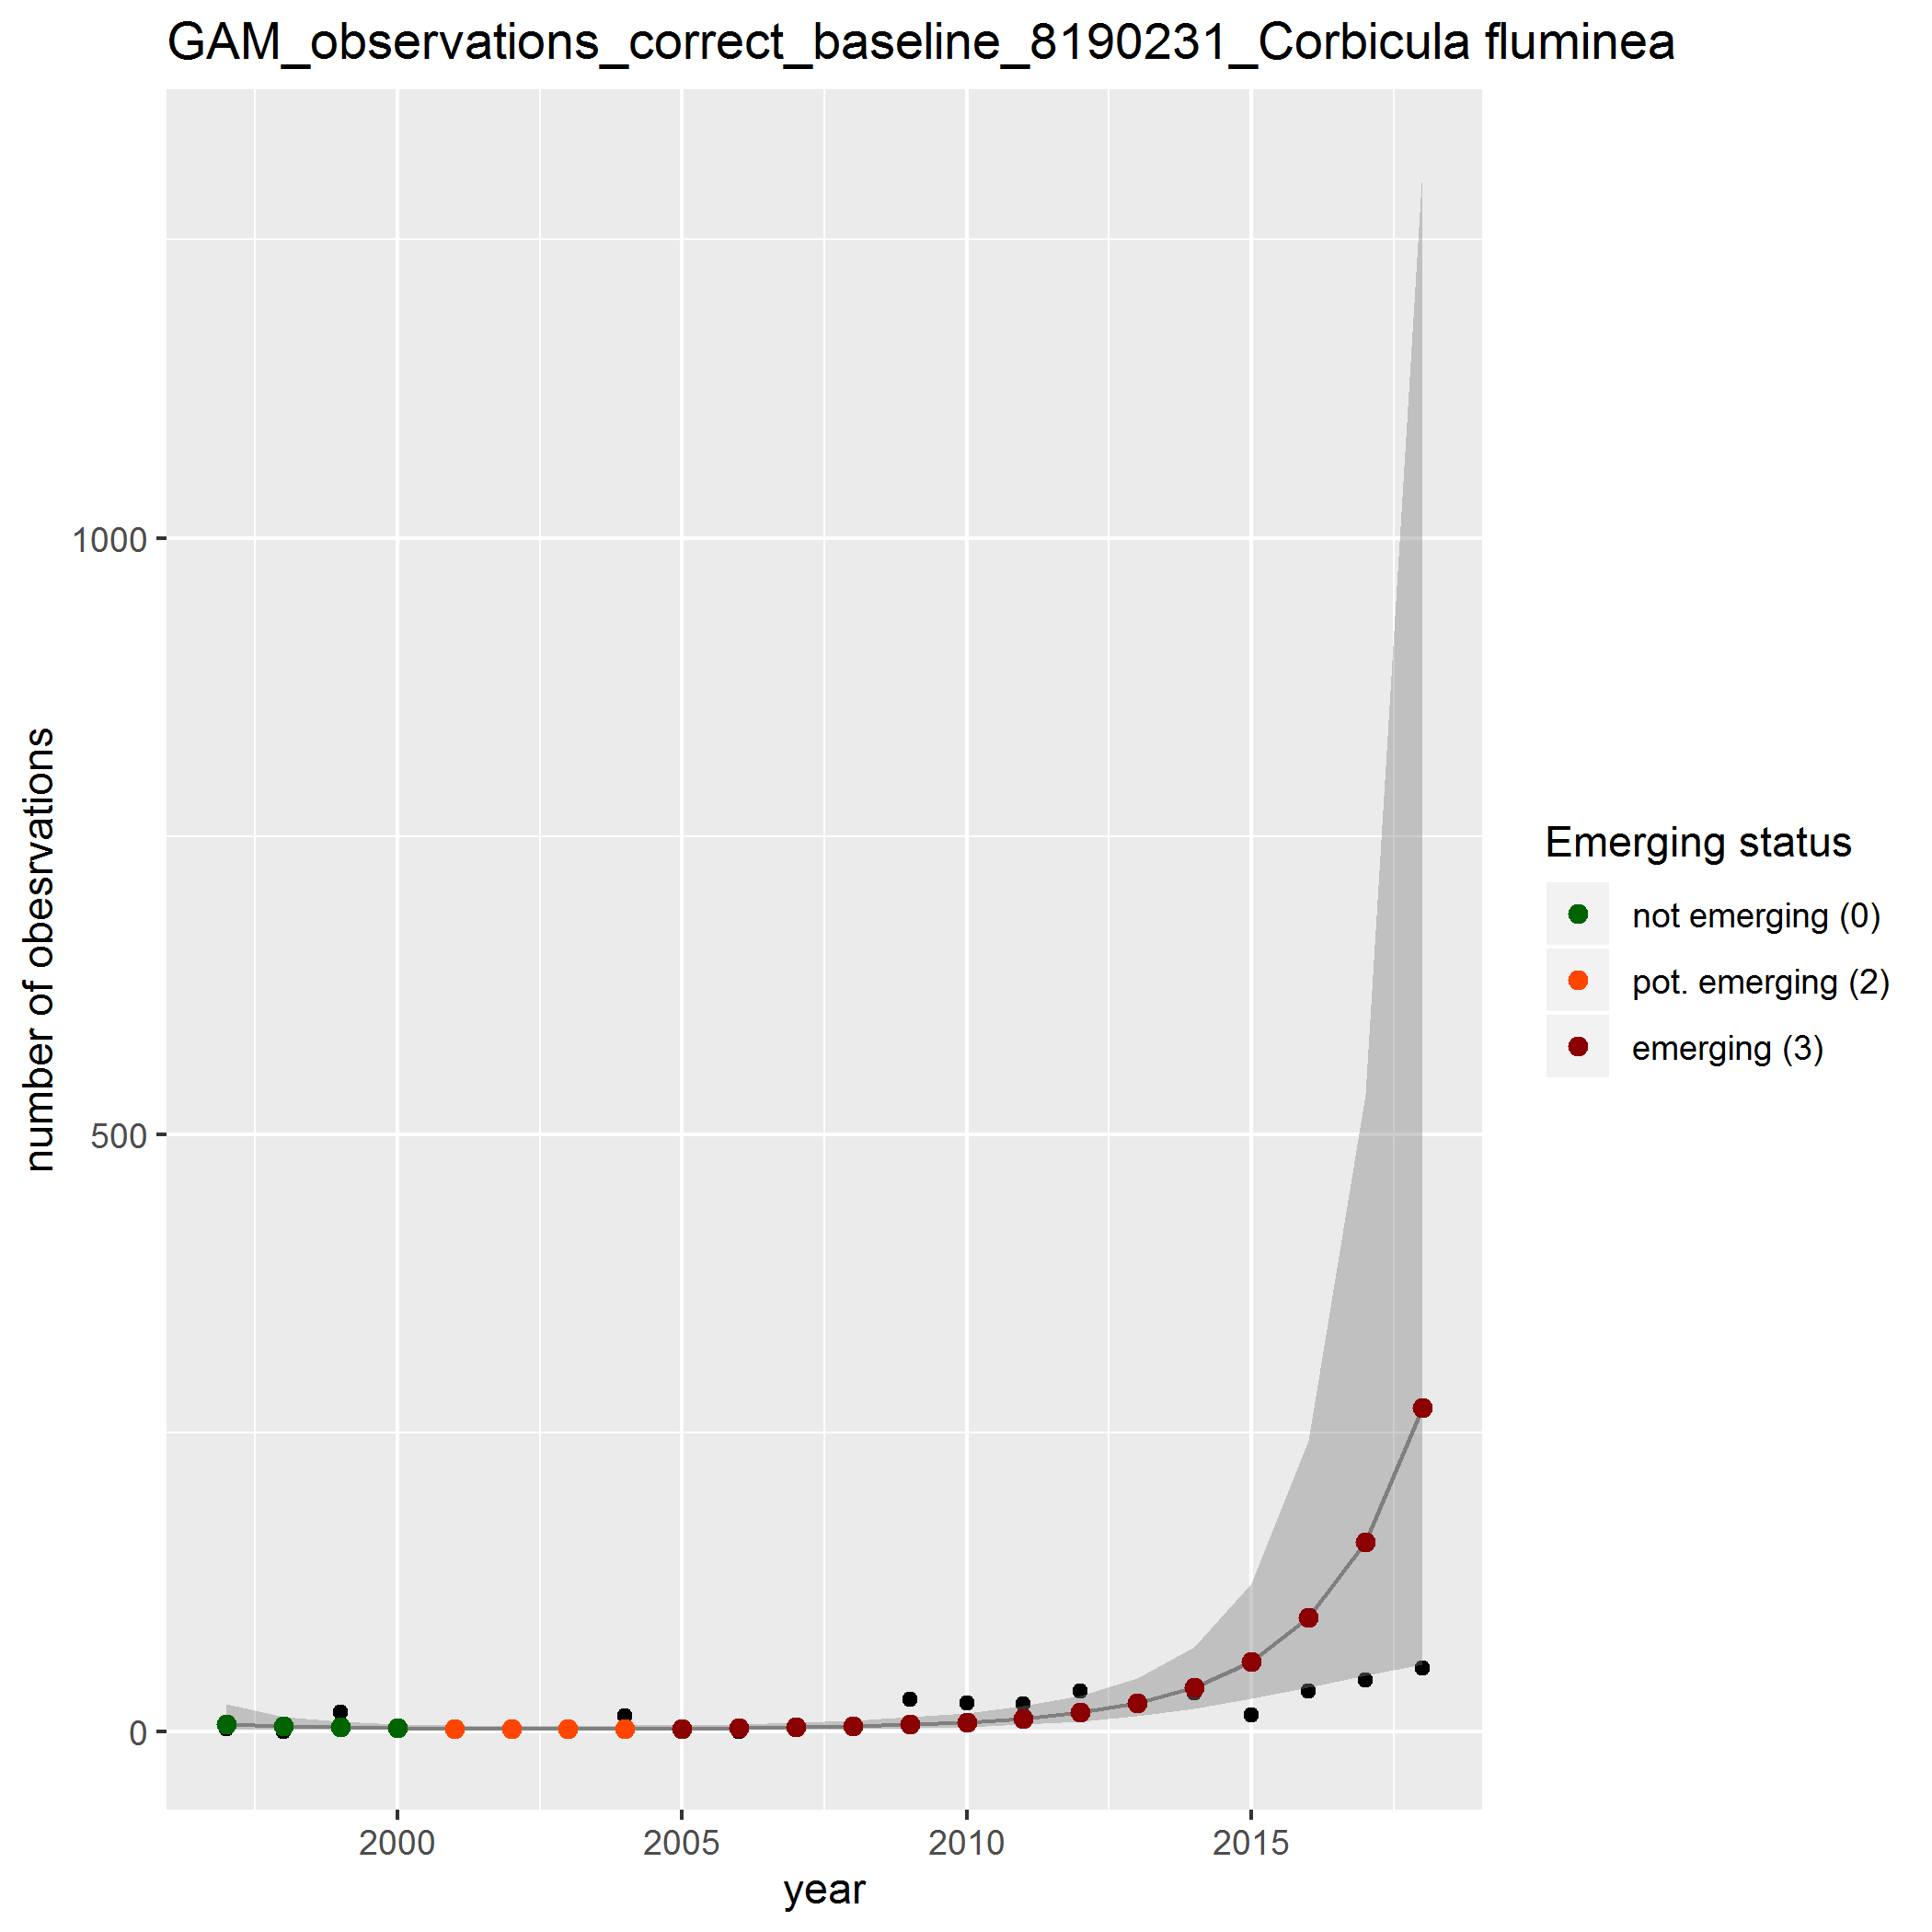 GAM_observations_correct_baseline_8190231_Corbicula fluminea
number of obesrvations
1000
500
0
2000
2005
2010
2015
year
Emerging status
not emerging (0)
pot. emerging (2)
emerging (3)